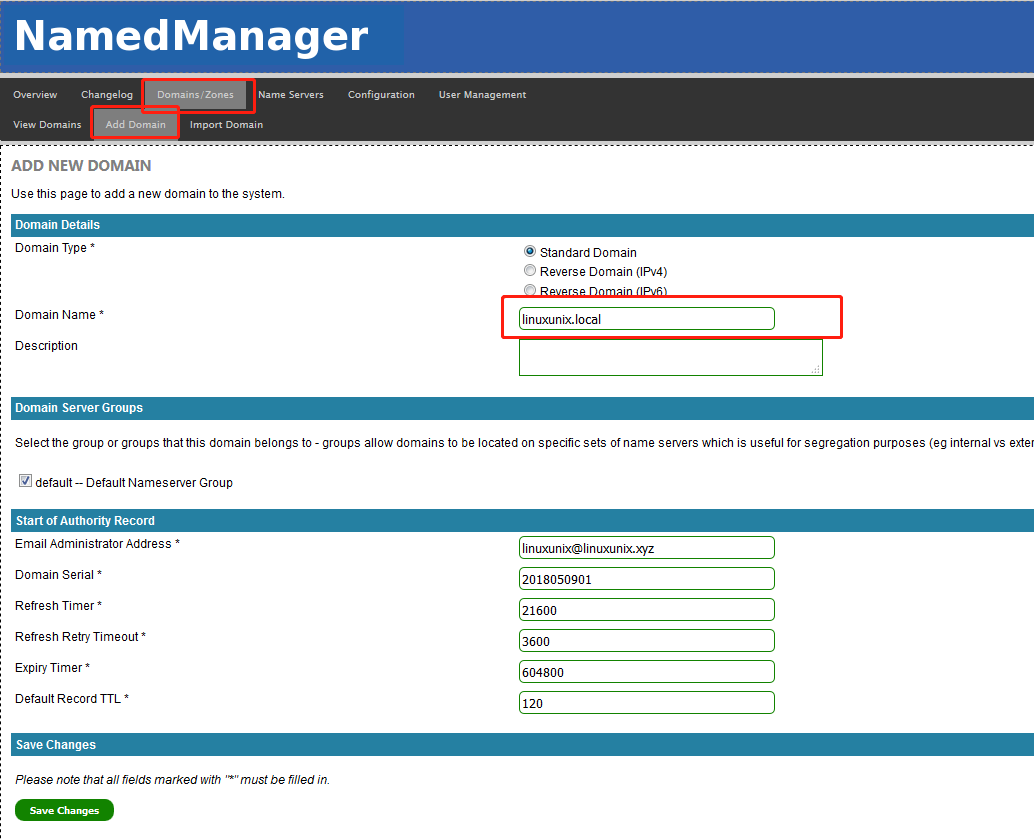 NamedManager
Overview Changelog Domains/Zones Name Servers Configuration User Management
View Domains Add Domain Import Domain
ADD NEW DOMAIN
Use this page to add a new domain to the system.
Domain Details
Domain Type *
Standard Domain
Reverse Domain (IPv4)
Reverse Domain (IPv6)
Domain Name * linuxunix.local
Description
Domain Server Groups
Select the group or groups that this domain belongs to - groups allow domains to be located on specific sets of name servers which is useful for segregation purposes (eg internal vs exter
default -- Default Nameserver Group
Start of Authority Record
Email Administrator Address * linuxunix@linuxunix.xyz
Domain Serial * 2018050901
Refresh Timer * 21600
Refresh Retry Timeout * 3600
Expiry Timer * 604800
Default Record TTL * 120
Save Changes
Please note that all fields marked with "*" must be filled in.
Save Changes